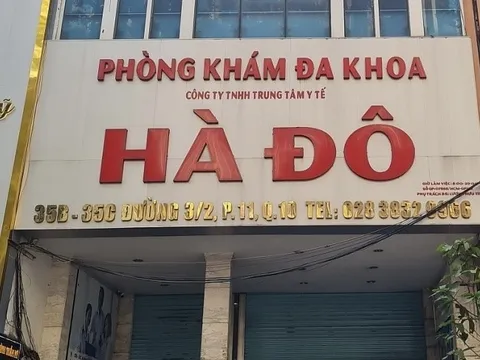 PHÒNG KHÁM ĐA KHOA
CÔNG TY TNHH TRUNG TÂM Y TẾ
HÀ ĐÔ
35B - 35C ĐƯỜNG 3/2, P.11, Q.10 TEL: 028 3832 0966